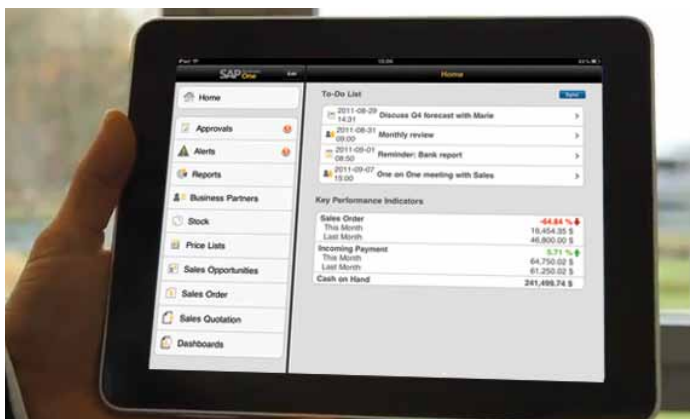 iPad
15:39
SAP Business One
Edit
Home
Home
Approvals
Alerts
Reports
Business Partners
Stock
Price Lists
Sales Opportunities
Sales Order
Sales Quotation
Dashboards
To-Do List
Sync
2011-08-29 14:31 Discuss Q4 forecast with Marie
2011-08-31 09:00 Monthly review
2011-09-01 08:50 Reminder: Bank report
2011-09-07 15:00 One on One meeting with Sales
Key Performance Indicators
Sales Order -64.84 %
This Month 16,454.35 $
Last Month 46,800.00 $
Incoming Payment 5.71 %
This Month 64,750.02 $
Last Month 61,250.02 $
Cash on Hand 241,499.74 $